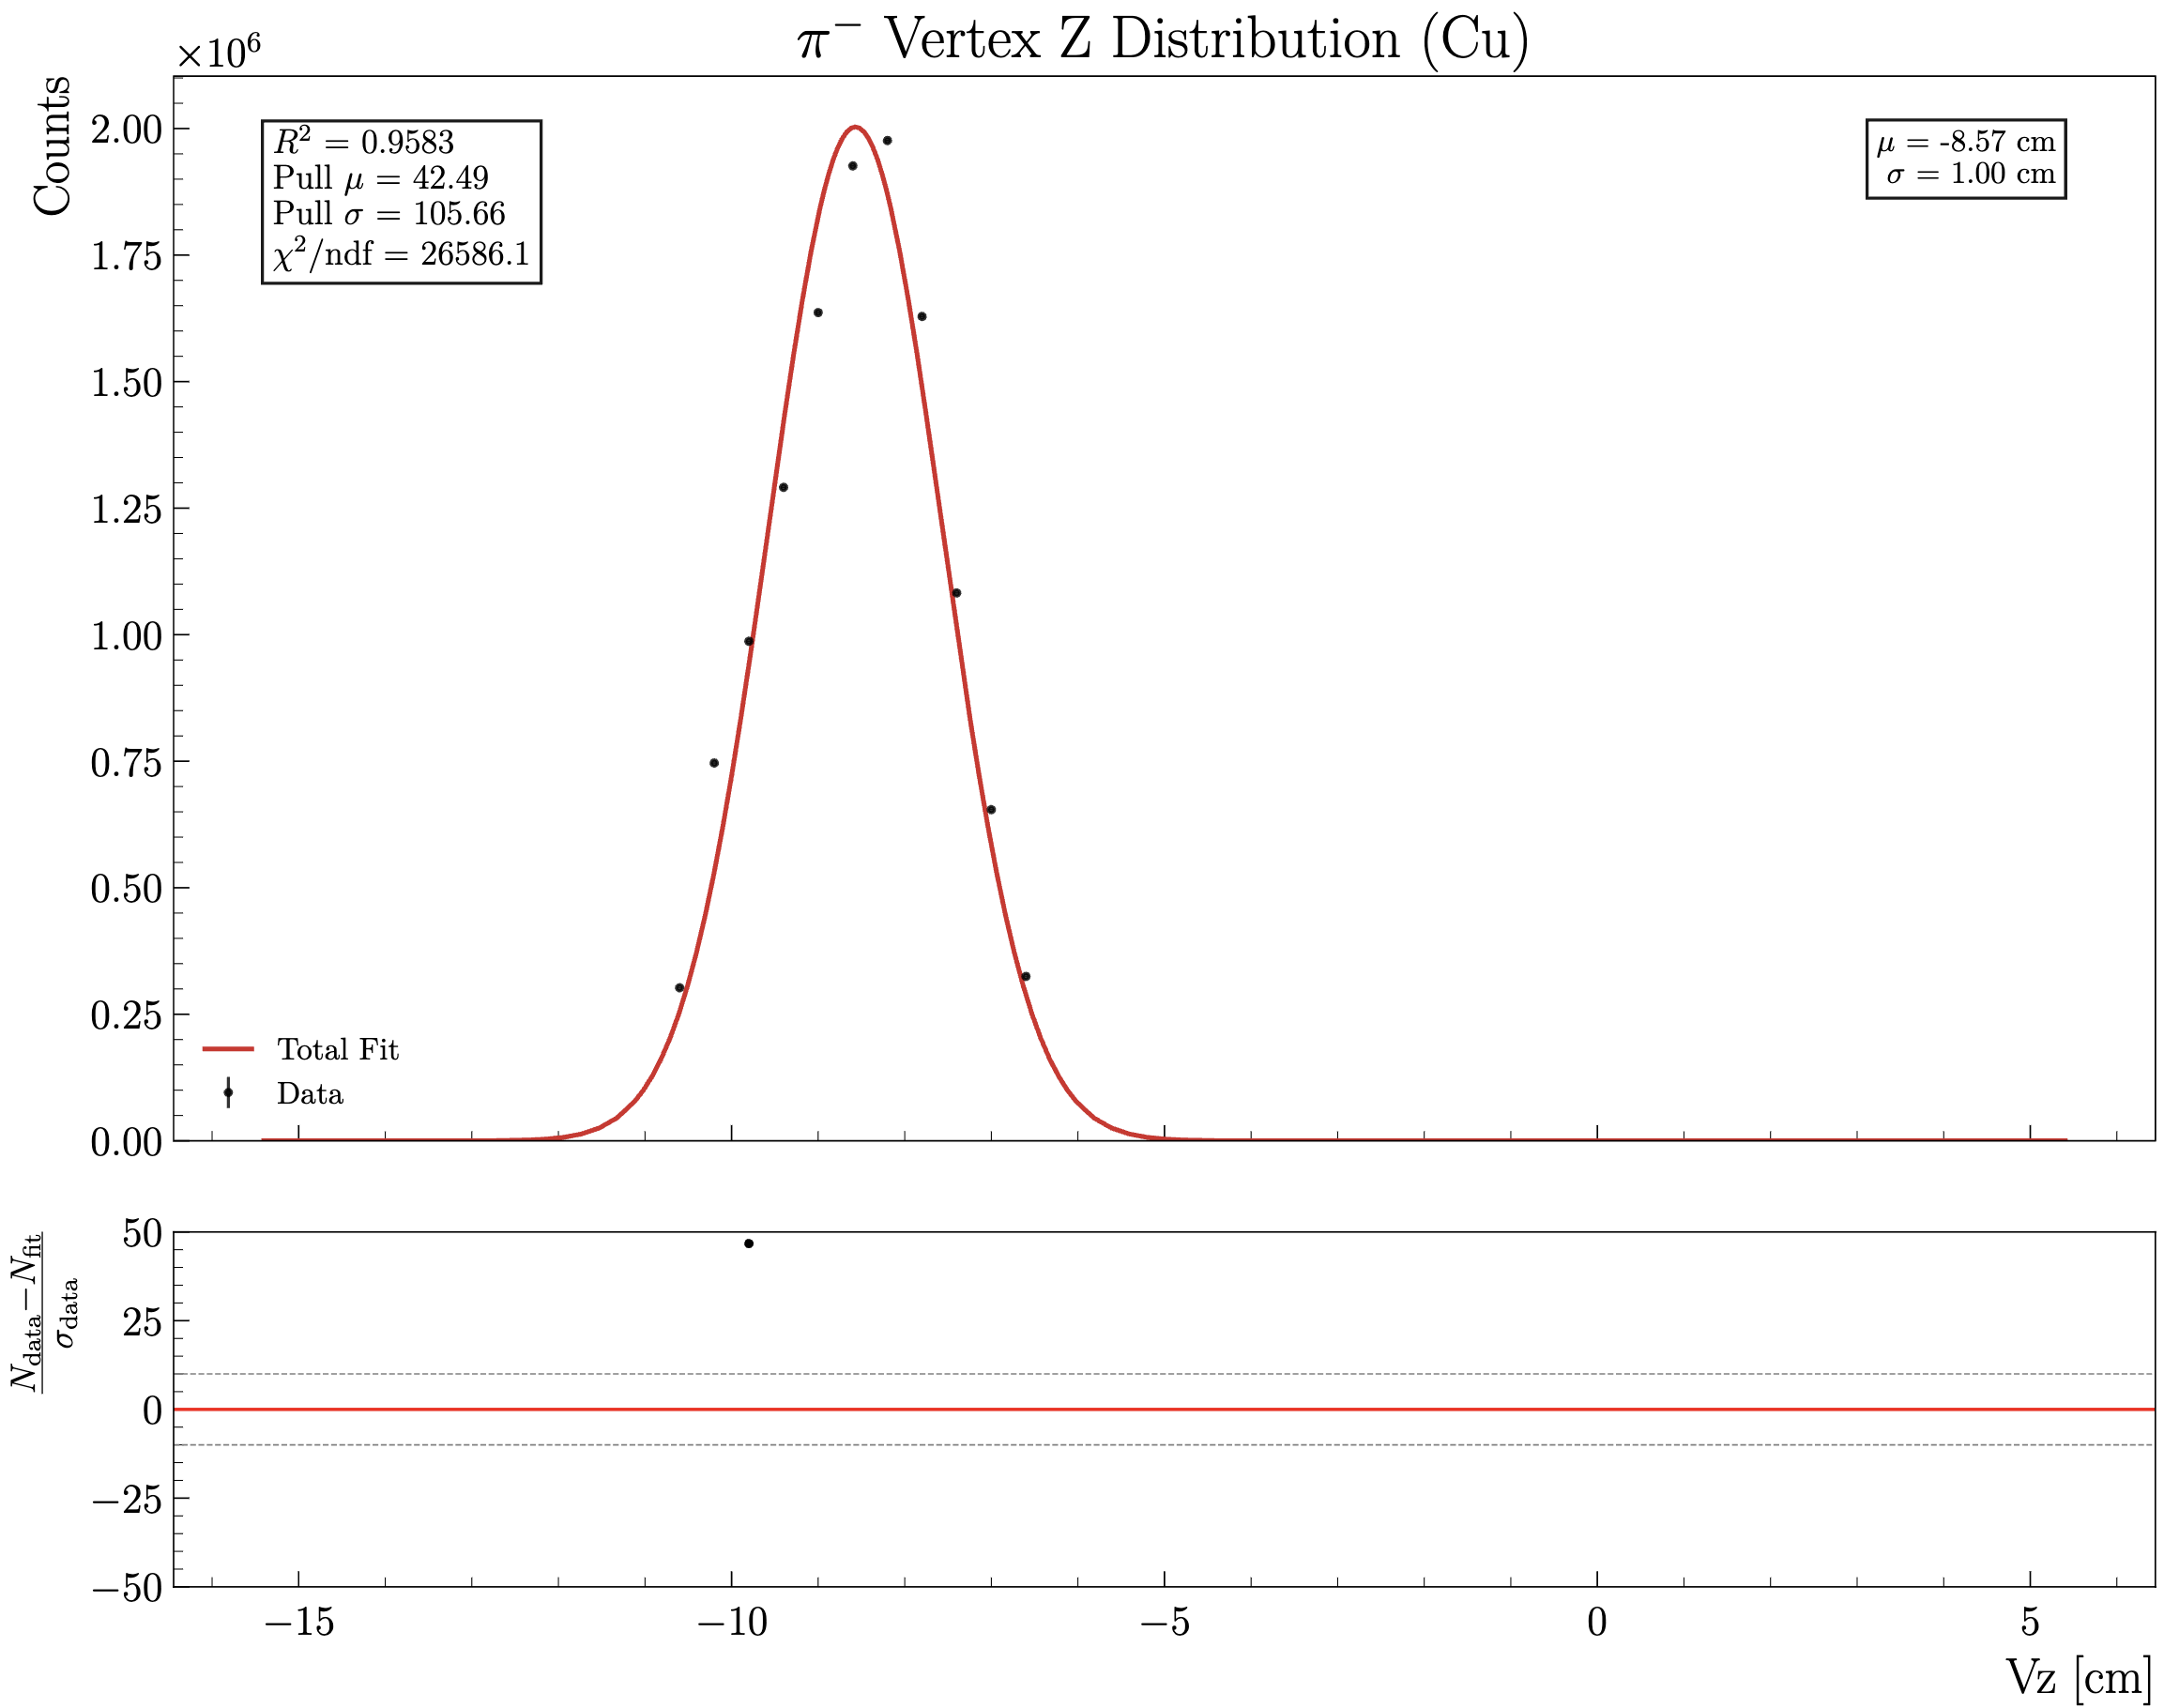 π⁻ Vertex Z Distribution (Cu)
×10⁶
Counts
2.00
1.75
1.50
1.25
1.00
0.75
0.50
0.25
0.00
R² = 0.9583
Pull μ = 42.49
Pull σ = 105.66
χ²/ndf = 26586.1
μ = -8.57 cm
σ = 1.00 cm
Total Fit
Data
N_data − N_fit
σ_data
50
25
0
−25
−50
−15 −10 −5 0 5
Vz [cm]